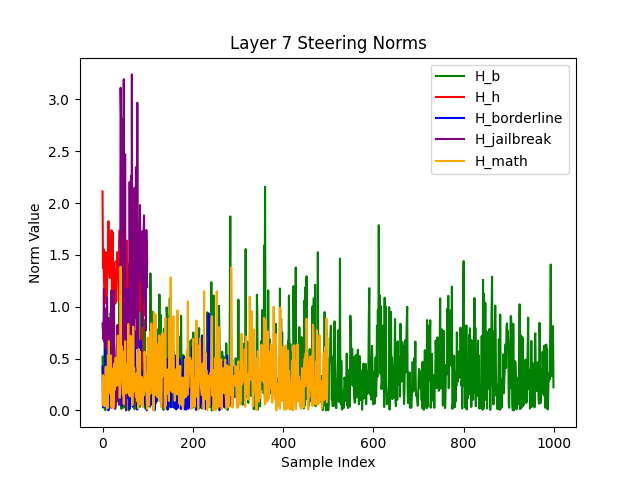 Layer 7 Steering Norms
H_b
H_h
H_borderline
H_jailbreak
H_math
3.0
2.5
2.0
1.5
1.0
0.5
0.0
Norm Value
0 200 400 600 800 1000
Sample Index